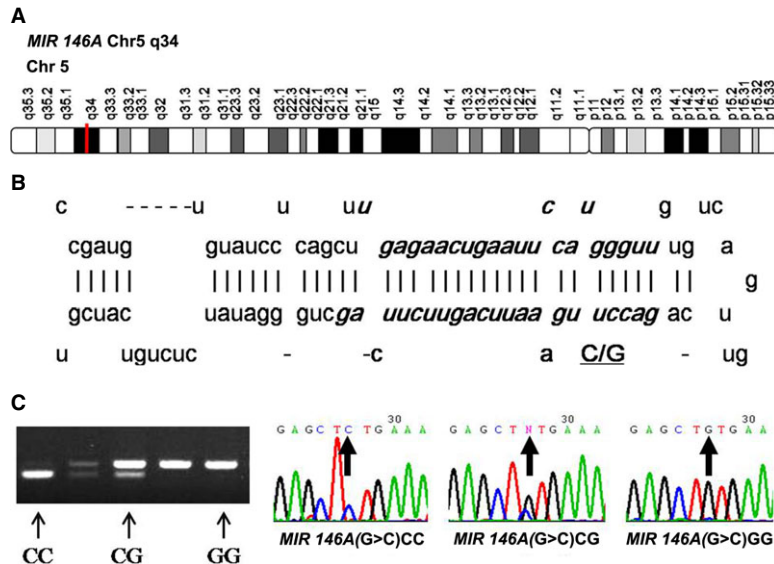 A
MIR 146A Chr5 q34
Chr 5
q35.3 q35.2 q35.1 q34 q33.3 q33.2 q33.1 q32 q31.3 q31.2 q31.1 q23.3 q23.2 q23.1 q22.3 q22.2 q22.1 q21.3 q21.2 q21.1 q15 q14.3 q14.2 q14.1 q13.3 q13.2 q13.1 q12.3 q12.2 q12.1 q11.2 q11.1 p11 p12 p13.1 p13.2 p13.3 p14.1 p14.2 p14.3 p15.1 p15.2 p15.31 p15.32 p15.33
B
c - - - - - u u u u c u g uc
cgaug guaucc cagcu gagaacugaauu ca ggguu ug a
||||| |||||| ||||| |||||||||||| || ||||| || g
gcuac uauagg gucga uucuugacuuaa gu uccag ac u
u ugucuc - -c a C/G - ug
C
30
G A G C T C T G A A A
30
G A G C T N T G A A A
30
G A G C T G T G A A
MIR 146A(G>C)CC
MIR 146A(G>C)CG
MIR 146A(G>C)GG
CC CG GG